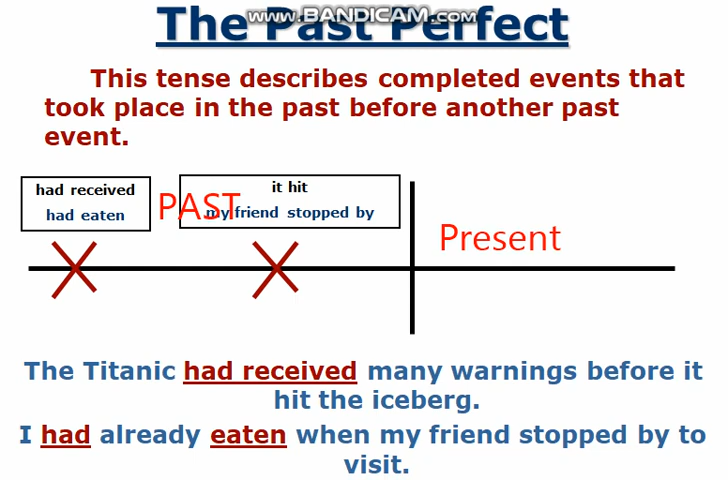 www.BANDICAM.com
The Past Perfect
This tense describes completed events that
took place in the past before another past
event.
had received
had eaten
it hit
my friend stopped by
PAST
Present
The Titanic had received many warnings before it
hit the iceberg.
I had already eaten when my friend stopped by to
visit.